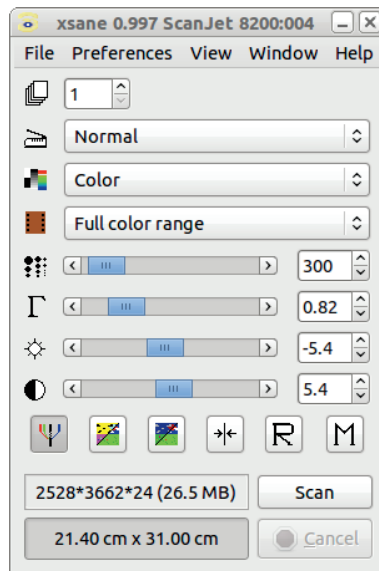 xsane 0.997 ScanJet 8200:004
File Preferences View Window Help
1
Normal
Color
Full color range
300
Γ 0.82
-5.4
5.4
R M
2528*3662*24 (26.5 MB) Scan
21.40 cm x 31.00 cm Cancel